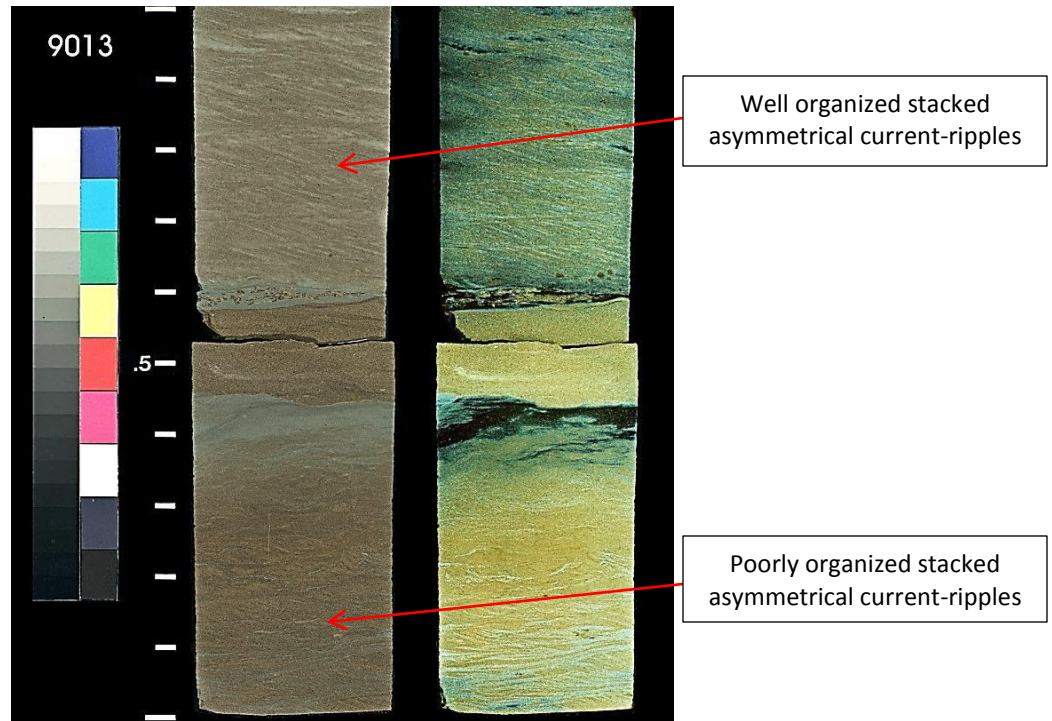 9013
Well organized stacked
asymmetrical current-ripples
.5
Poorly organized stacked
asymmetrical current-ripples